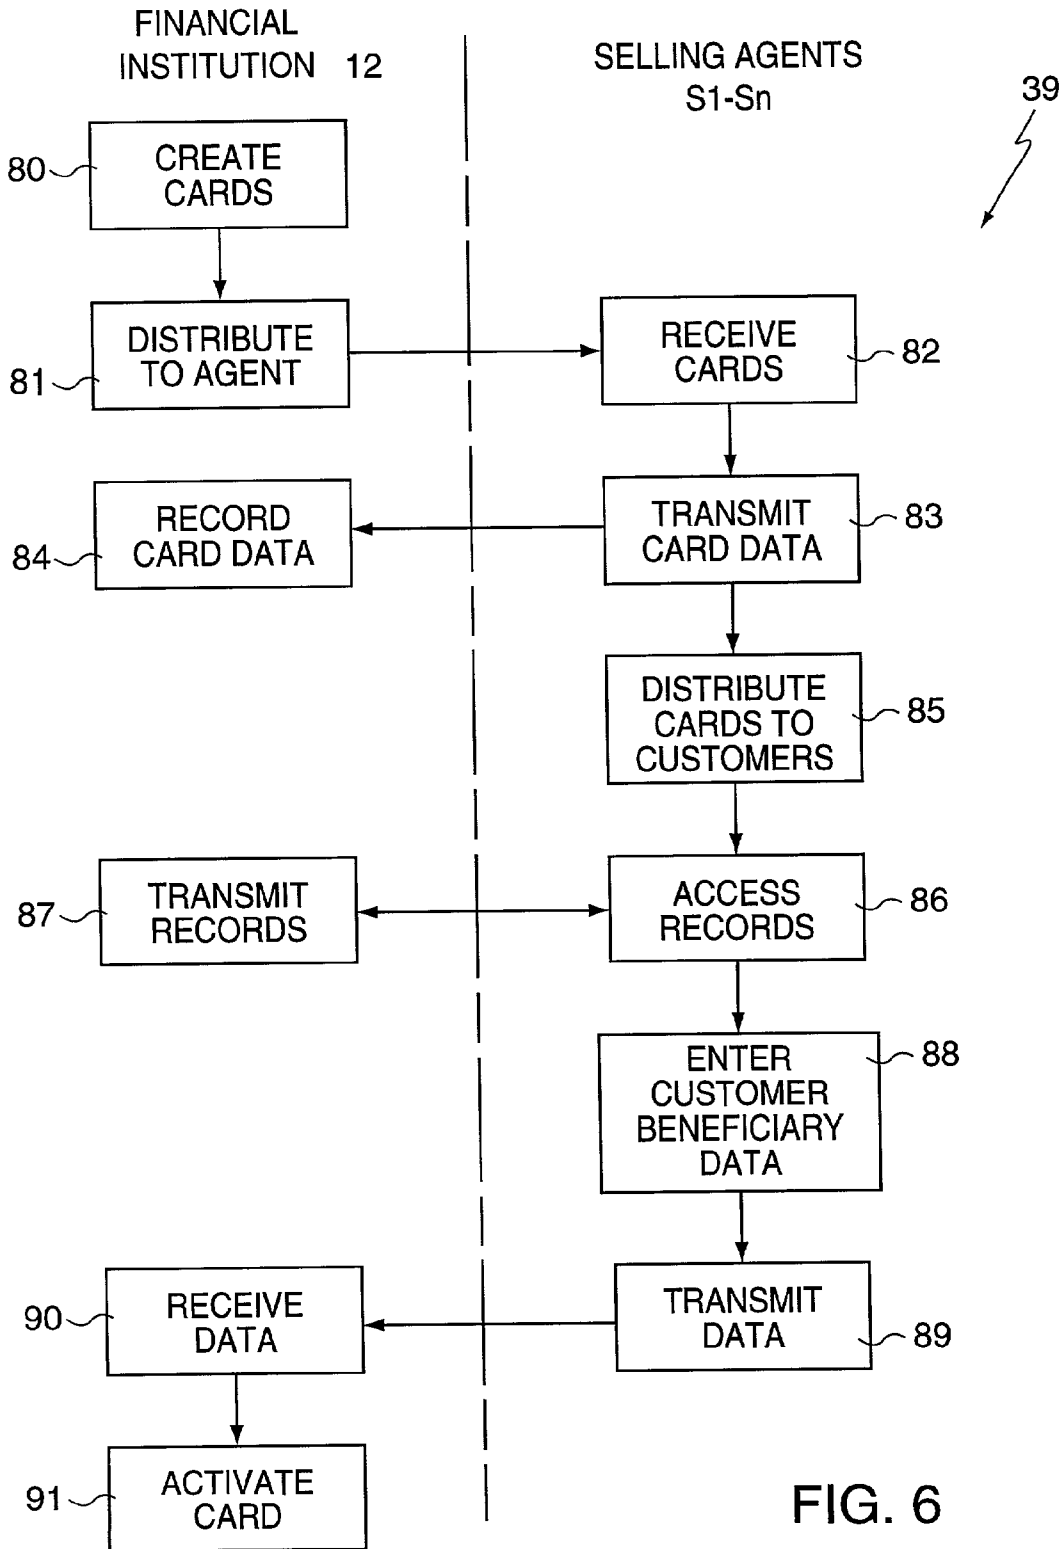 FINANCIAL
INSTITUTION 12
SELLING AGENTS
S1-Sn
39
80
CREATE
CARDS
81
DISTRIBUTE
TO AGENT
RECEIVE
CARDS
82
84
RECORD
CARD DATA
TRANSMIT
CARD DATA
83
DISTRIBUTE
CARDS TO
CUSTOMERS
85
87
TRANSMIT
RECORDS
ACCESS
RECORDS
86
ENTER
CUSTOMER
BENEFICIARY
DATA
88
90
RECEIVE
DATA
TRANSMIT
DATA
89
91
ACTIVATE
CARD
FIG. 6